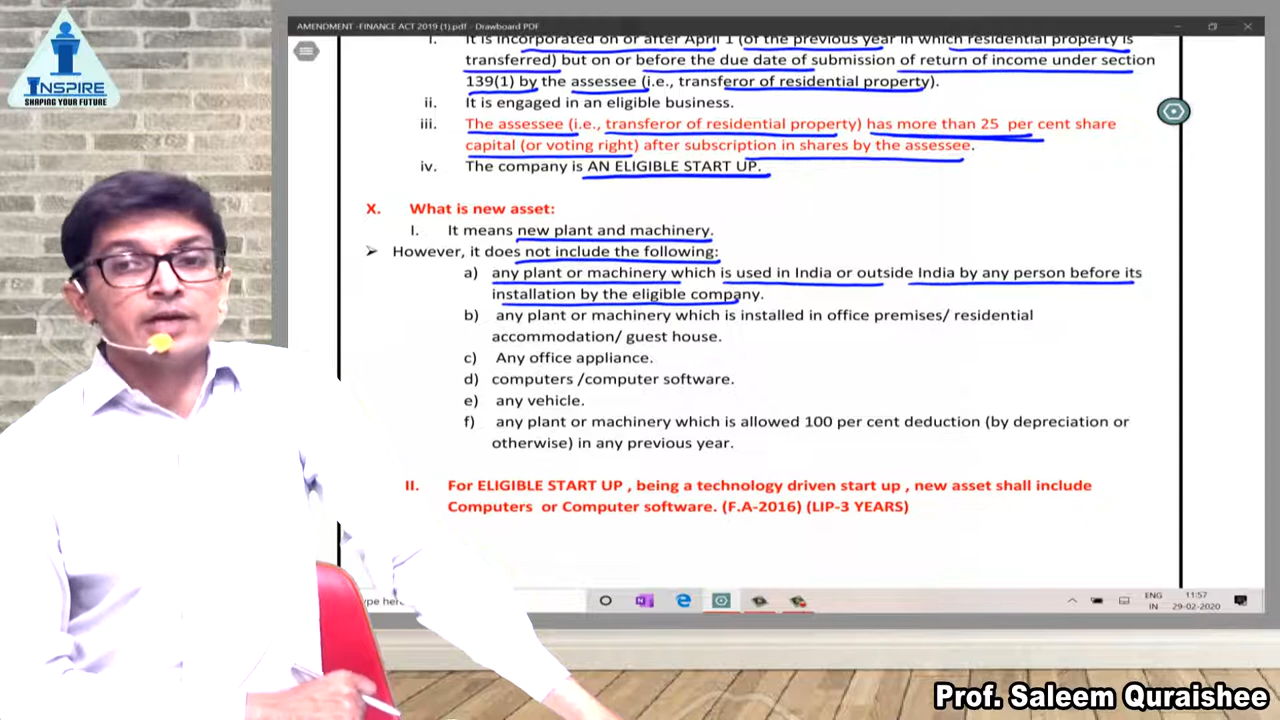 AMENDMENT -FINANCE ACT 2019 (1).pdf - Drawboard PDF
INSPIRE
SHAPING YOUR FUTURE
i. It is incorporated on or after April 1 (of the previous year in which residential property is
transferred) but on or before the due date of submission of return of income under section
139(1) by the assessee (i.e., transferor of residential property).
ii. It is engaged in an eligible business.
iii. The assessee (i.e., transferor of residential property) has more than 25 per cent share
capital (or voting right) after subscription in shares by the assessee.
iv. The company is AN ELIGIBLE START UP.
X. What is new asset:
I. It means new plant and machinery.
➤ However, it does not include the following:
a) any plant or machinery which is used in India or outside India by any person before its
installation by the eligible company.
b) any plant or machinery which is installed in office premises/ residential
accommodation/ guest house.
c) Any office appliance.
d) computers /computer software.
e) any vehicle.
f) any plant or machinery which is allowed 100 per cent deduction (by depreciation or
otherwise) in any previous year.
II. For ELIGIBLE START UP , being a technology driven start up , new asset shall include
Computers or Computer software. (F.A-2016) (LIP-3 YEARS)
ype here
ENG
IN
11:57
29-02-2020
Prof. Saleem Quraishee